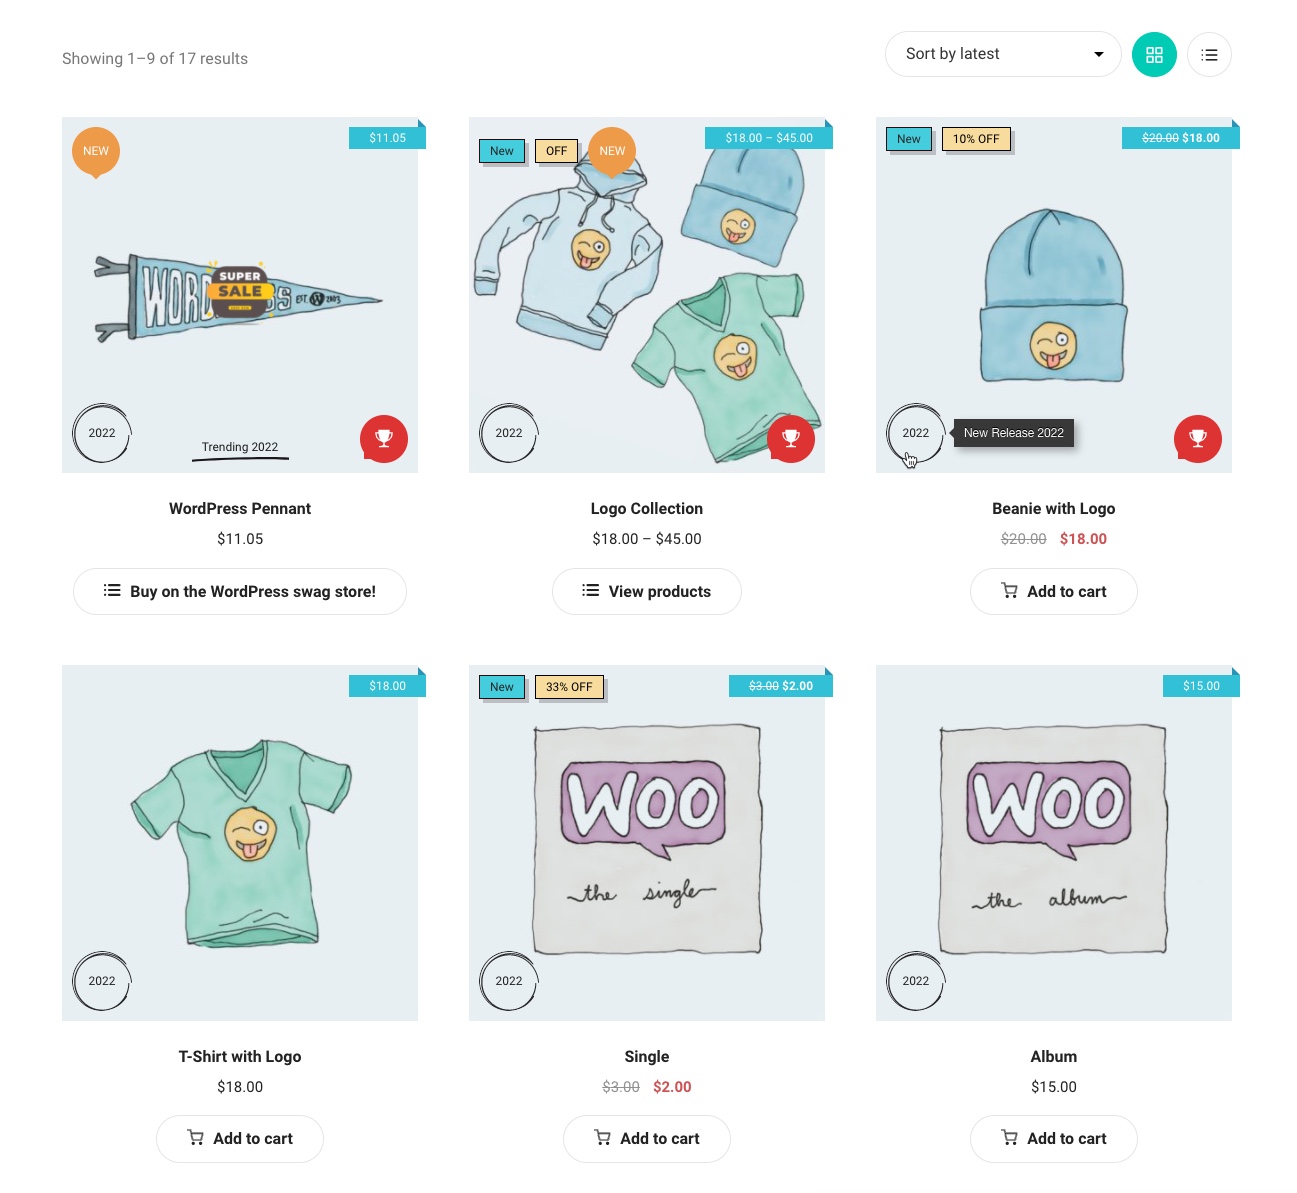 Showing 1–9 of 17 results
Sort by latest
NEW
$11.05
WORD
SS
EST.
2003
SUPER
SALE
2022
Trending 2022
WordPress Pennant
$11.05
Buy on the WordPress swag store!
New
OFF
NEW
$18.00 – $45.00
2022
Logo Collection
$18.00 – $45.00
View products
New
10% OFF
$20.00 $18.00
2022
New Release 2022
Beanie with Logo
$20.00 $18.00
Add to cart
$18.00
2022
T-Shirt with Logo
$18.00
Add to cart
New
33% OFF
$3.00 $2.00
WOO
the single
2022
Single
$3.00 $2.00
Add to cart
$15.00
WOO
the album
2022
Album
$15.00
Add to cart